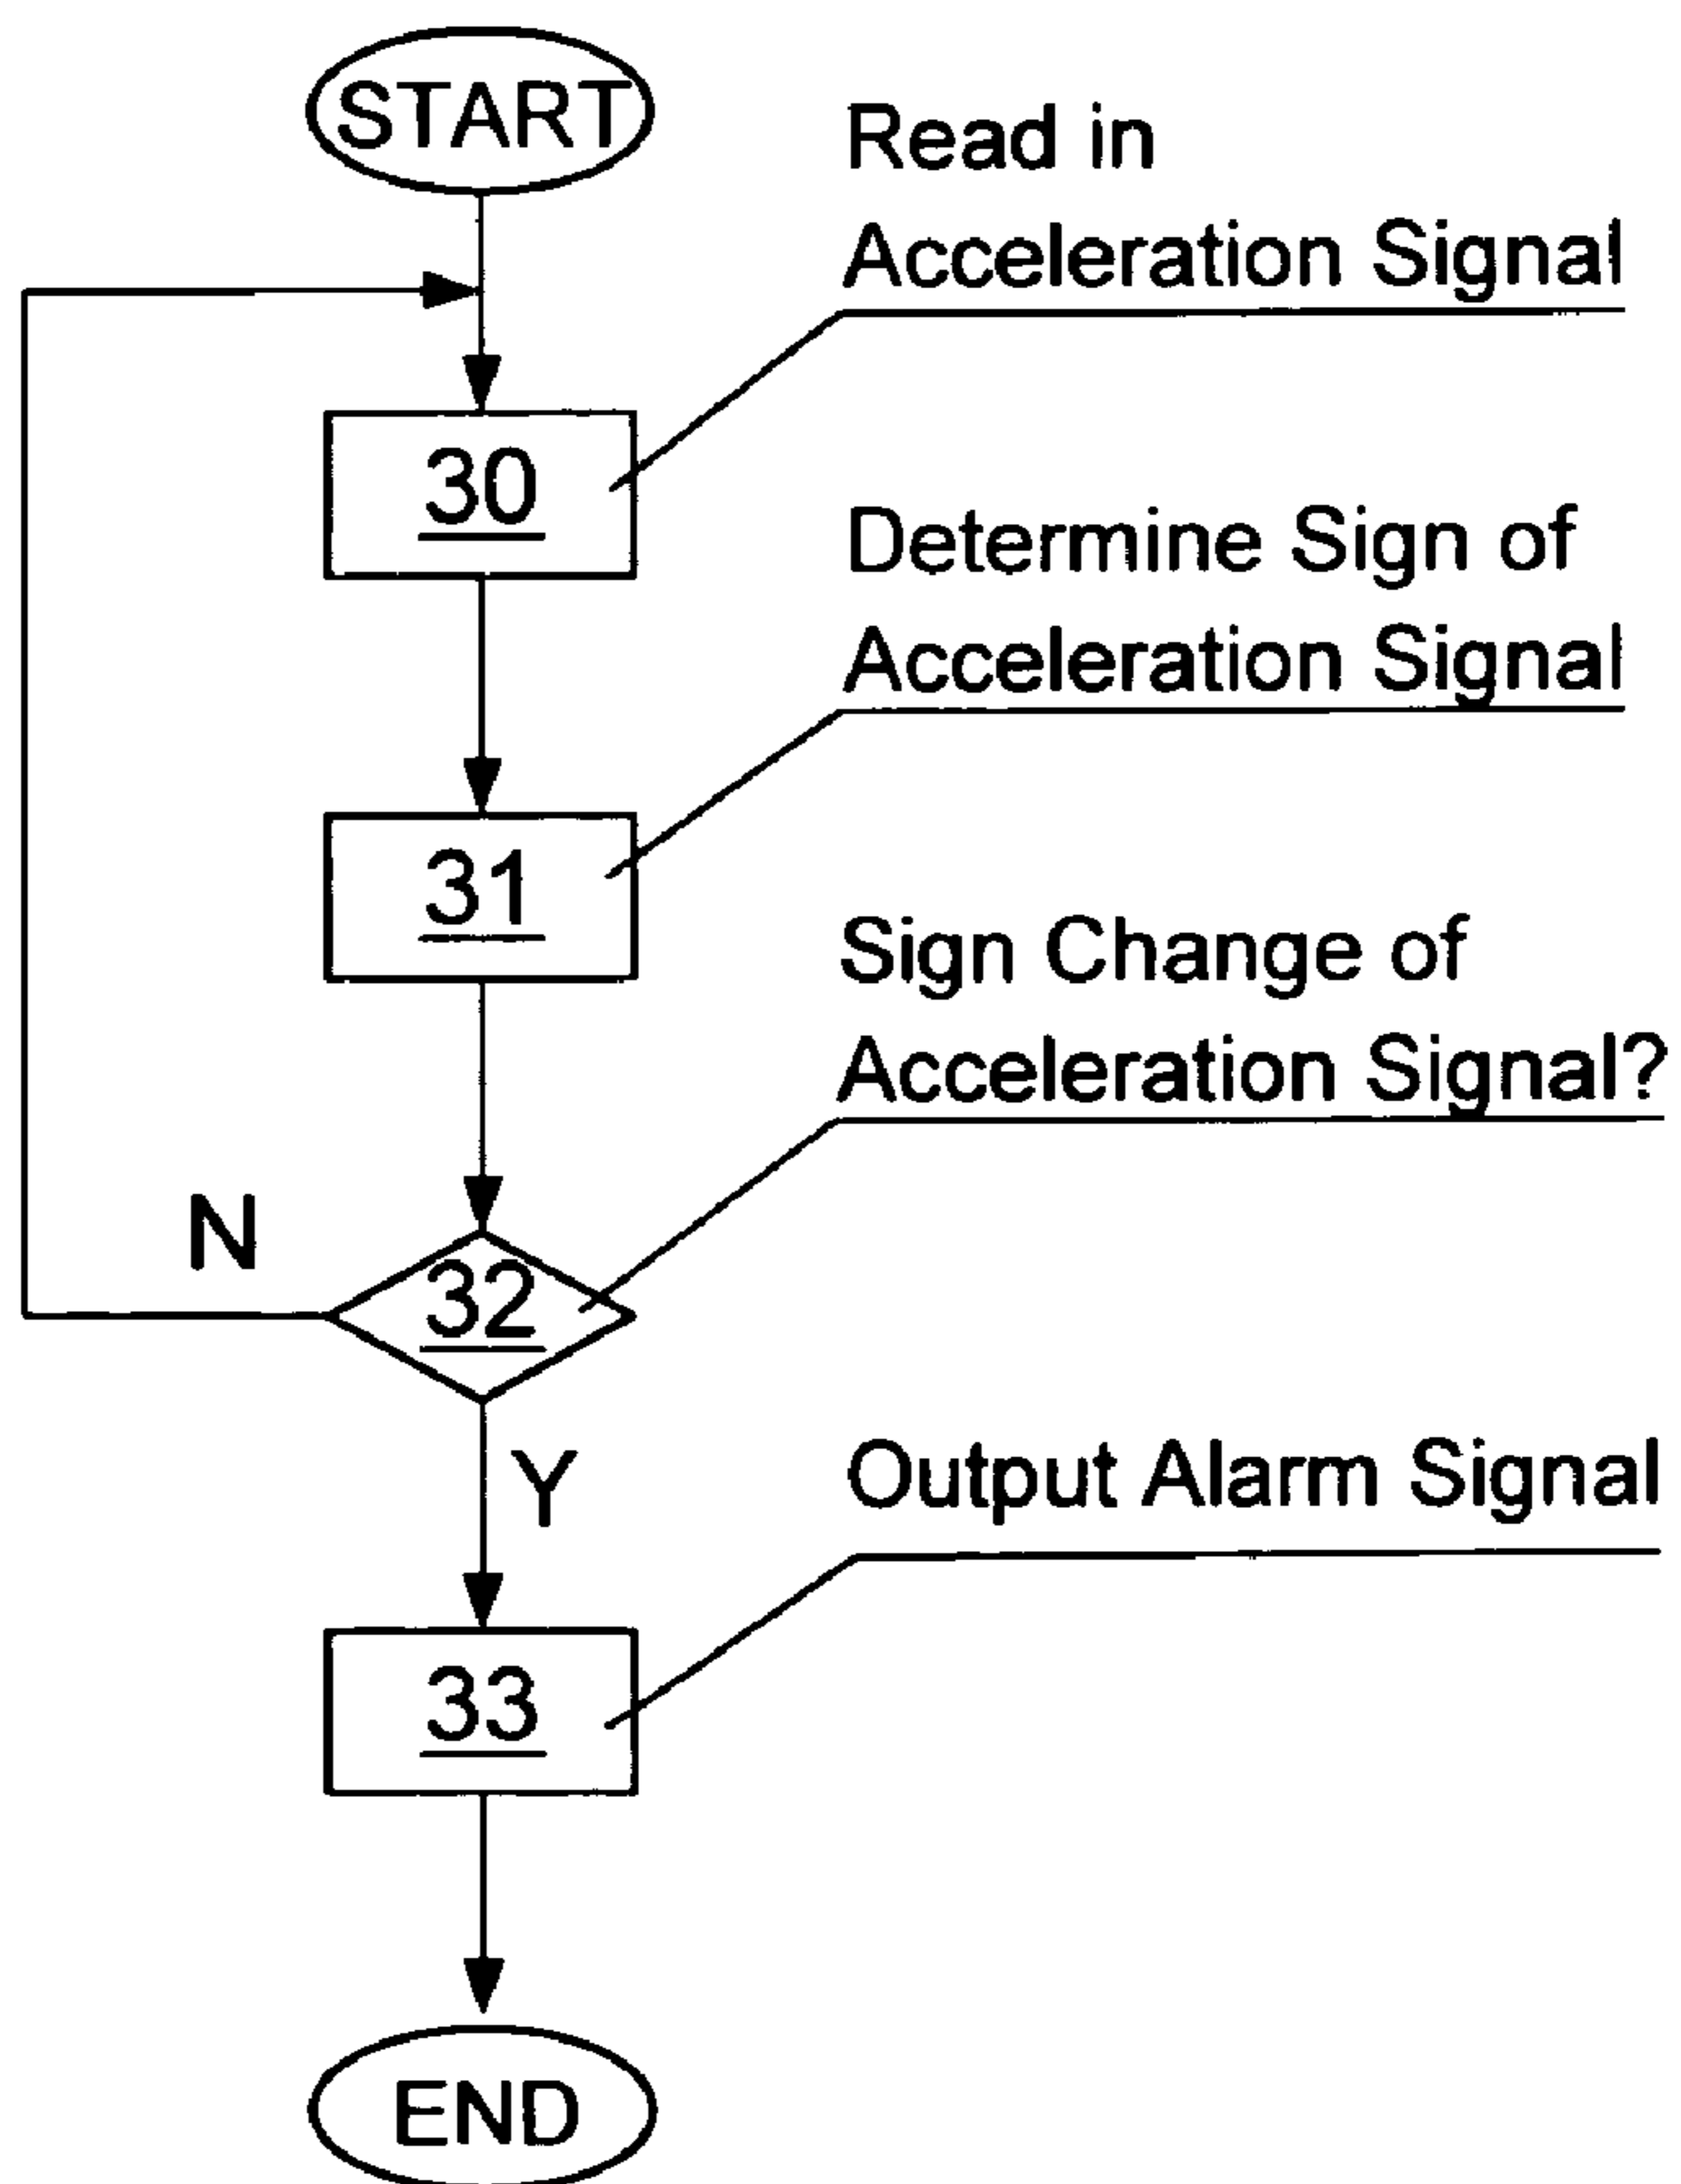 START
Read in
Acceleration Signal
30
Determine Sign of
Acceleration Signal
31
Sign Change of
Acceleration Signal?
N
32
Y
Output Alarm Signal
33
END